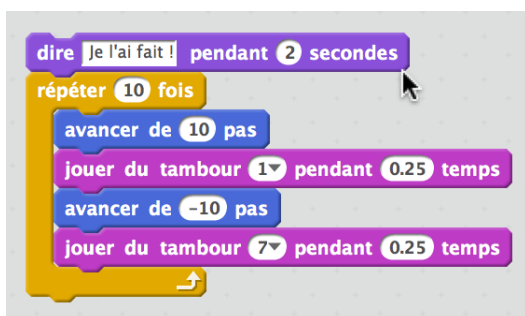 dire Je l'ai fait ! pendant 2 secondes
répéter 10 fois
avancer de 10 pas
jouer du tambour 1 pendant 0.25 temps
avancer de -10 pas
jouer du tambour 7 pendant 0.25 temps